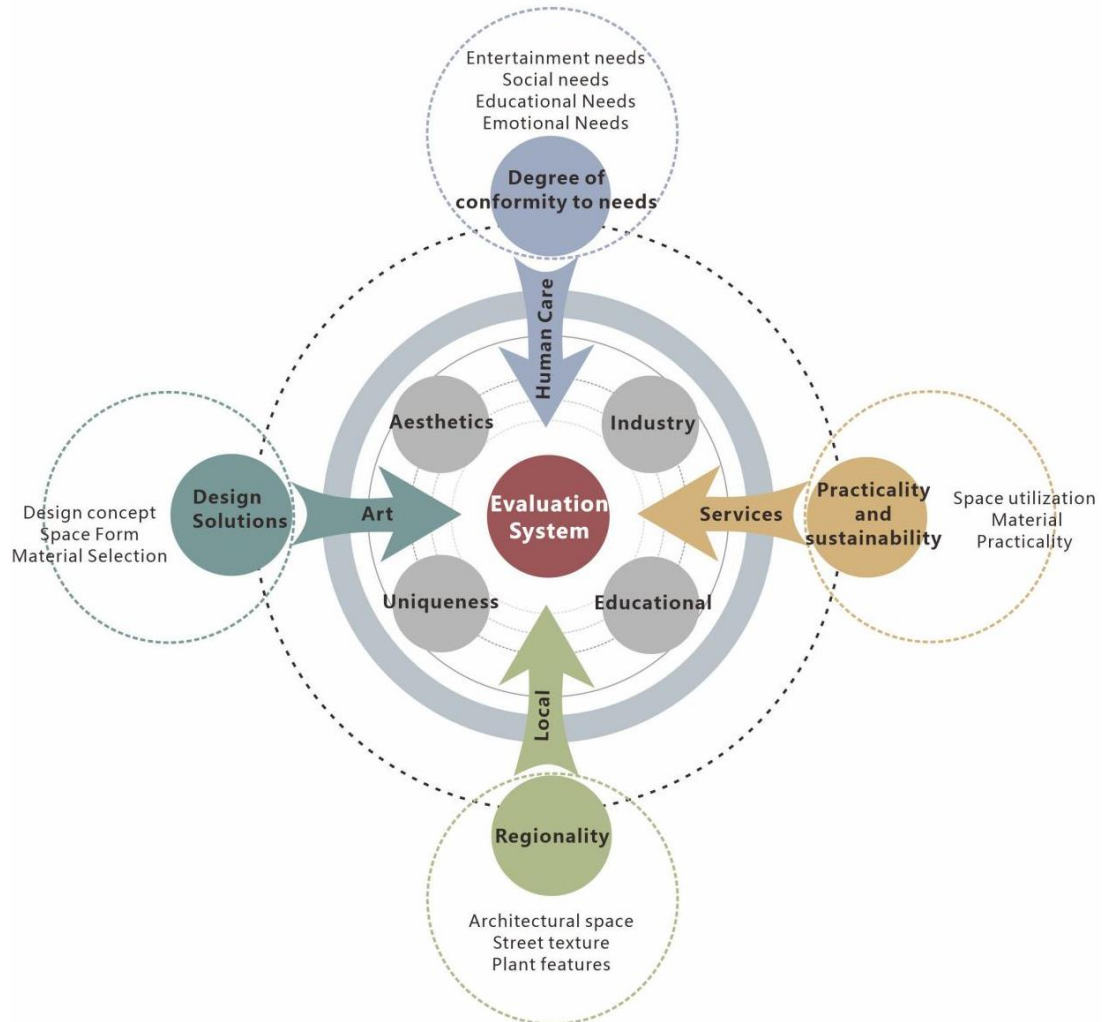 Entertainment needs
Social needs
Educational Needs
Emotional Needs
Degree of
conformity to needs
Human Care
Aesthetics
Industry
Design
Solutions
Design concept
Space Form
Material Selection
Art
Evaluation
System
Services
Practicality
and
sustainability
Space utilization
Material
Practicality
Uniqueness
Educational
Local
Regionality
Architectural space
Street texture
Plant features